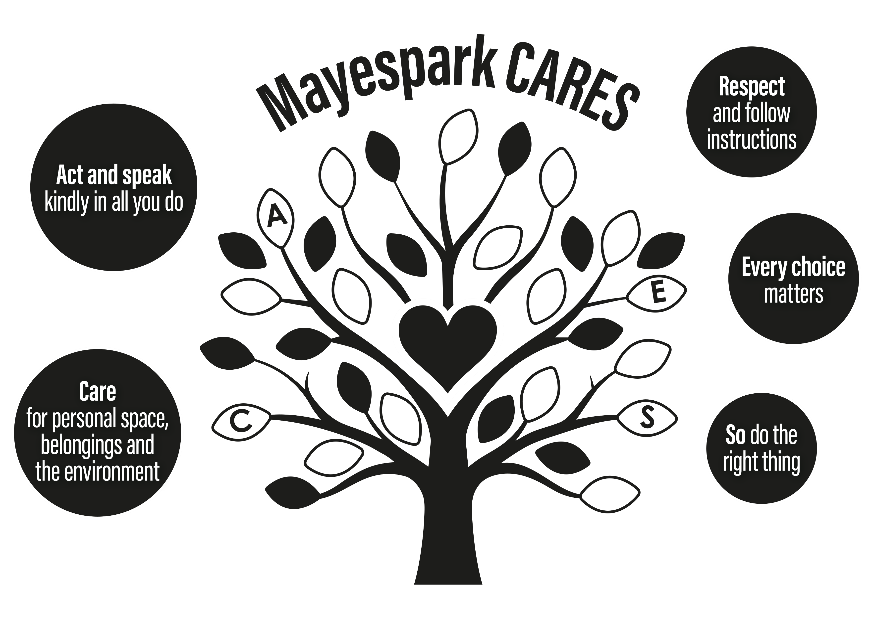 Mayespark CARES
Act and speak
kindly in all you do
Care
for personal space,
belongings and
the environment
Respect
and follow
instructions
Every choice
matters
So do the
right thing
A
C
E
S